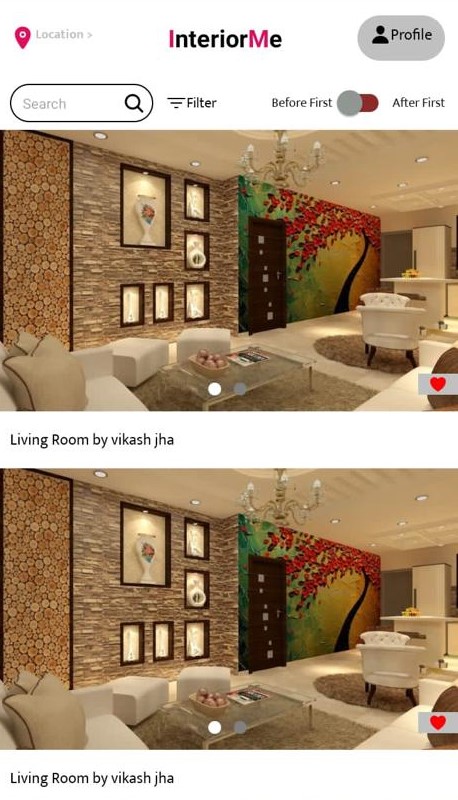 Location >
InteriorMe
Profile
Search
Filter
Before First
After First
Living Room by vikash jha
Living Room by vikash jha